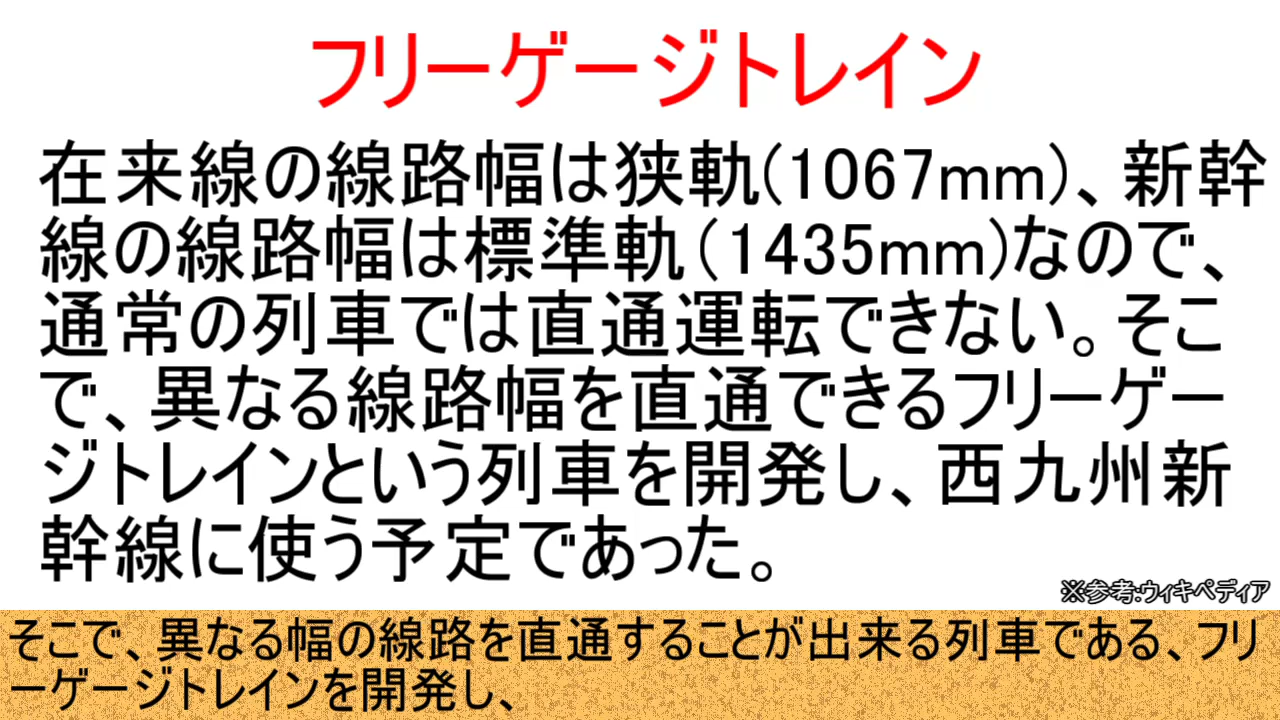 フリーゲージトレイン
在来線の線路幅は狭軌(1067mm)、新幹
線の線路幅は標準軌(1435mm)なので、
通常の列車では直通運転できない。そこ
で、異なる線路幅を直通できるフリーゲー
ジトレインという列車を開発し、西九州新
幹線に使う予定であった。
※参考:ウィキペディア
そこで、異なる幅の線路を直通することが出来る列車である、フリ
ーゲージトレインを開発し、